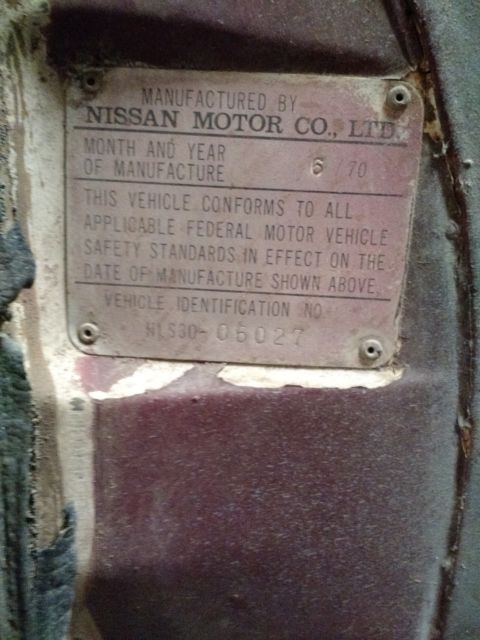 MANUFACTURED BY
NISSAN MOTOR CO., LTD.
MONTH AND YEAR
OF MANUFACTURE 6/70
THIS VEHICLE CONFORMS TO ALL
APPLICABLE FEDERAL MOTOR VEHICLE
SAFETY STANDARDS IN EFFECT ON THE
DATE OF MANUFACTURE SHOWN ABOVE.
VEHICLE IDENTIFICATION NO.
HLS30-06027